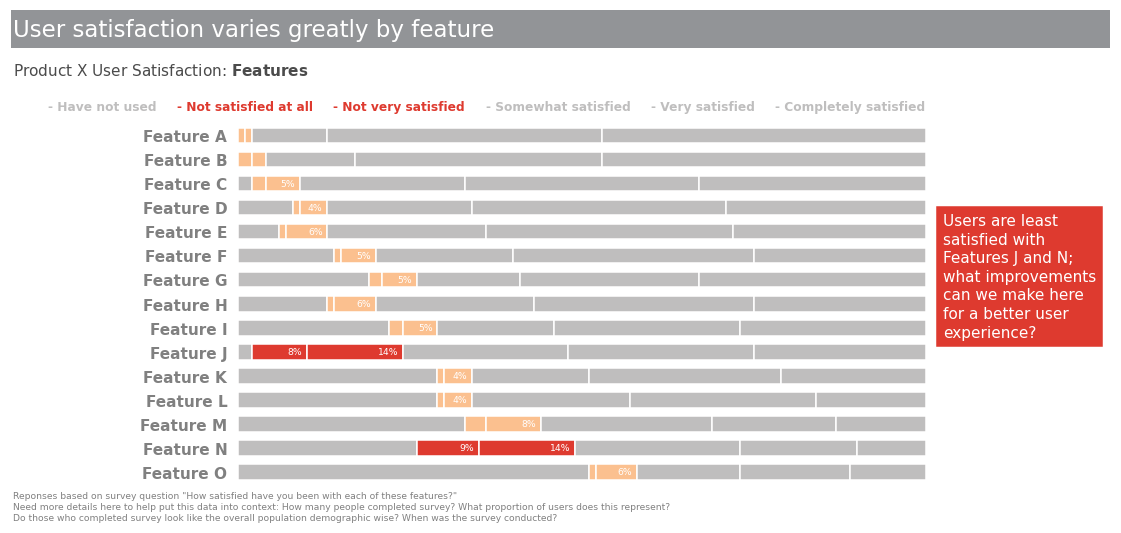 User satisfaction varies greatly by feature
Product X User Satisfaction: Features
- Have not used - Not satisfied at all - Not very satisfied - Somewhat satisfied - Very satisfied - Completely satisfied
Feature A
Feature B
Feature C 5%
Feature D 4%
Feature E 6%
Feature F 5%
Feature G 5%
Feature H 6%
Feature I 5%
Feature J 8% 14%
Feature K 4%
Feature L 4%
Feature M 8%
Feature N 9% 14%
Feature O 6%
Users are least
satisfied with
Features J and N;
what improvements
can we make here
for a better user
experience?
Reponses based on survey question "How satisfied have you been with each of these features?"
Need more details here to help put this data into context: How many people completed survey? What proportion of users does this represent?
Do those who completed survey look like the overall population demographic wise? When was the survey conducted?